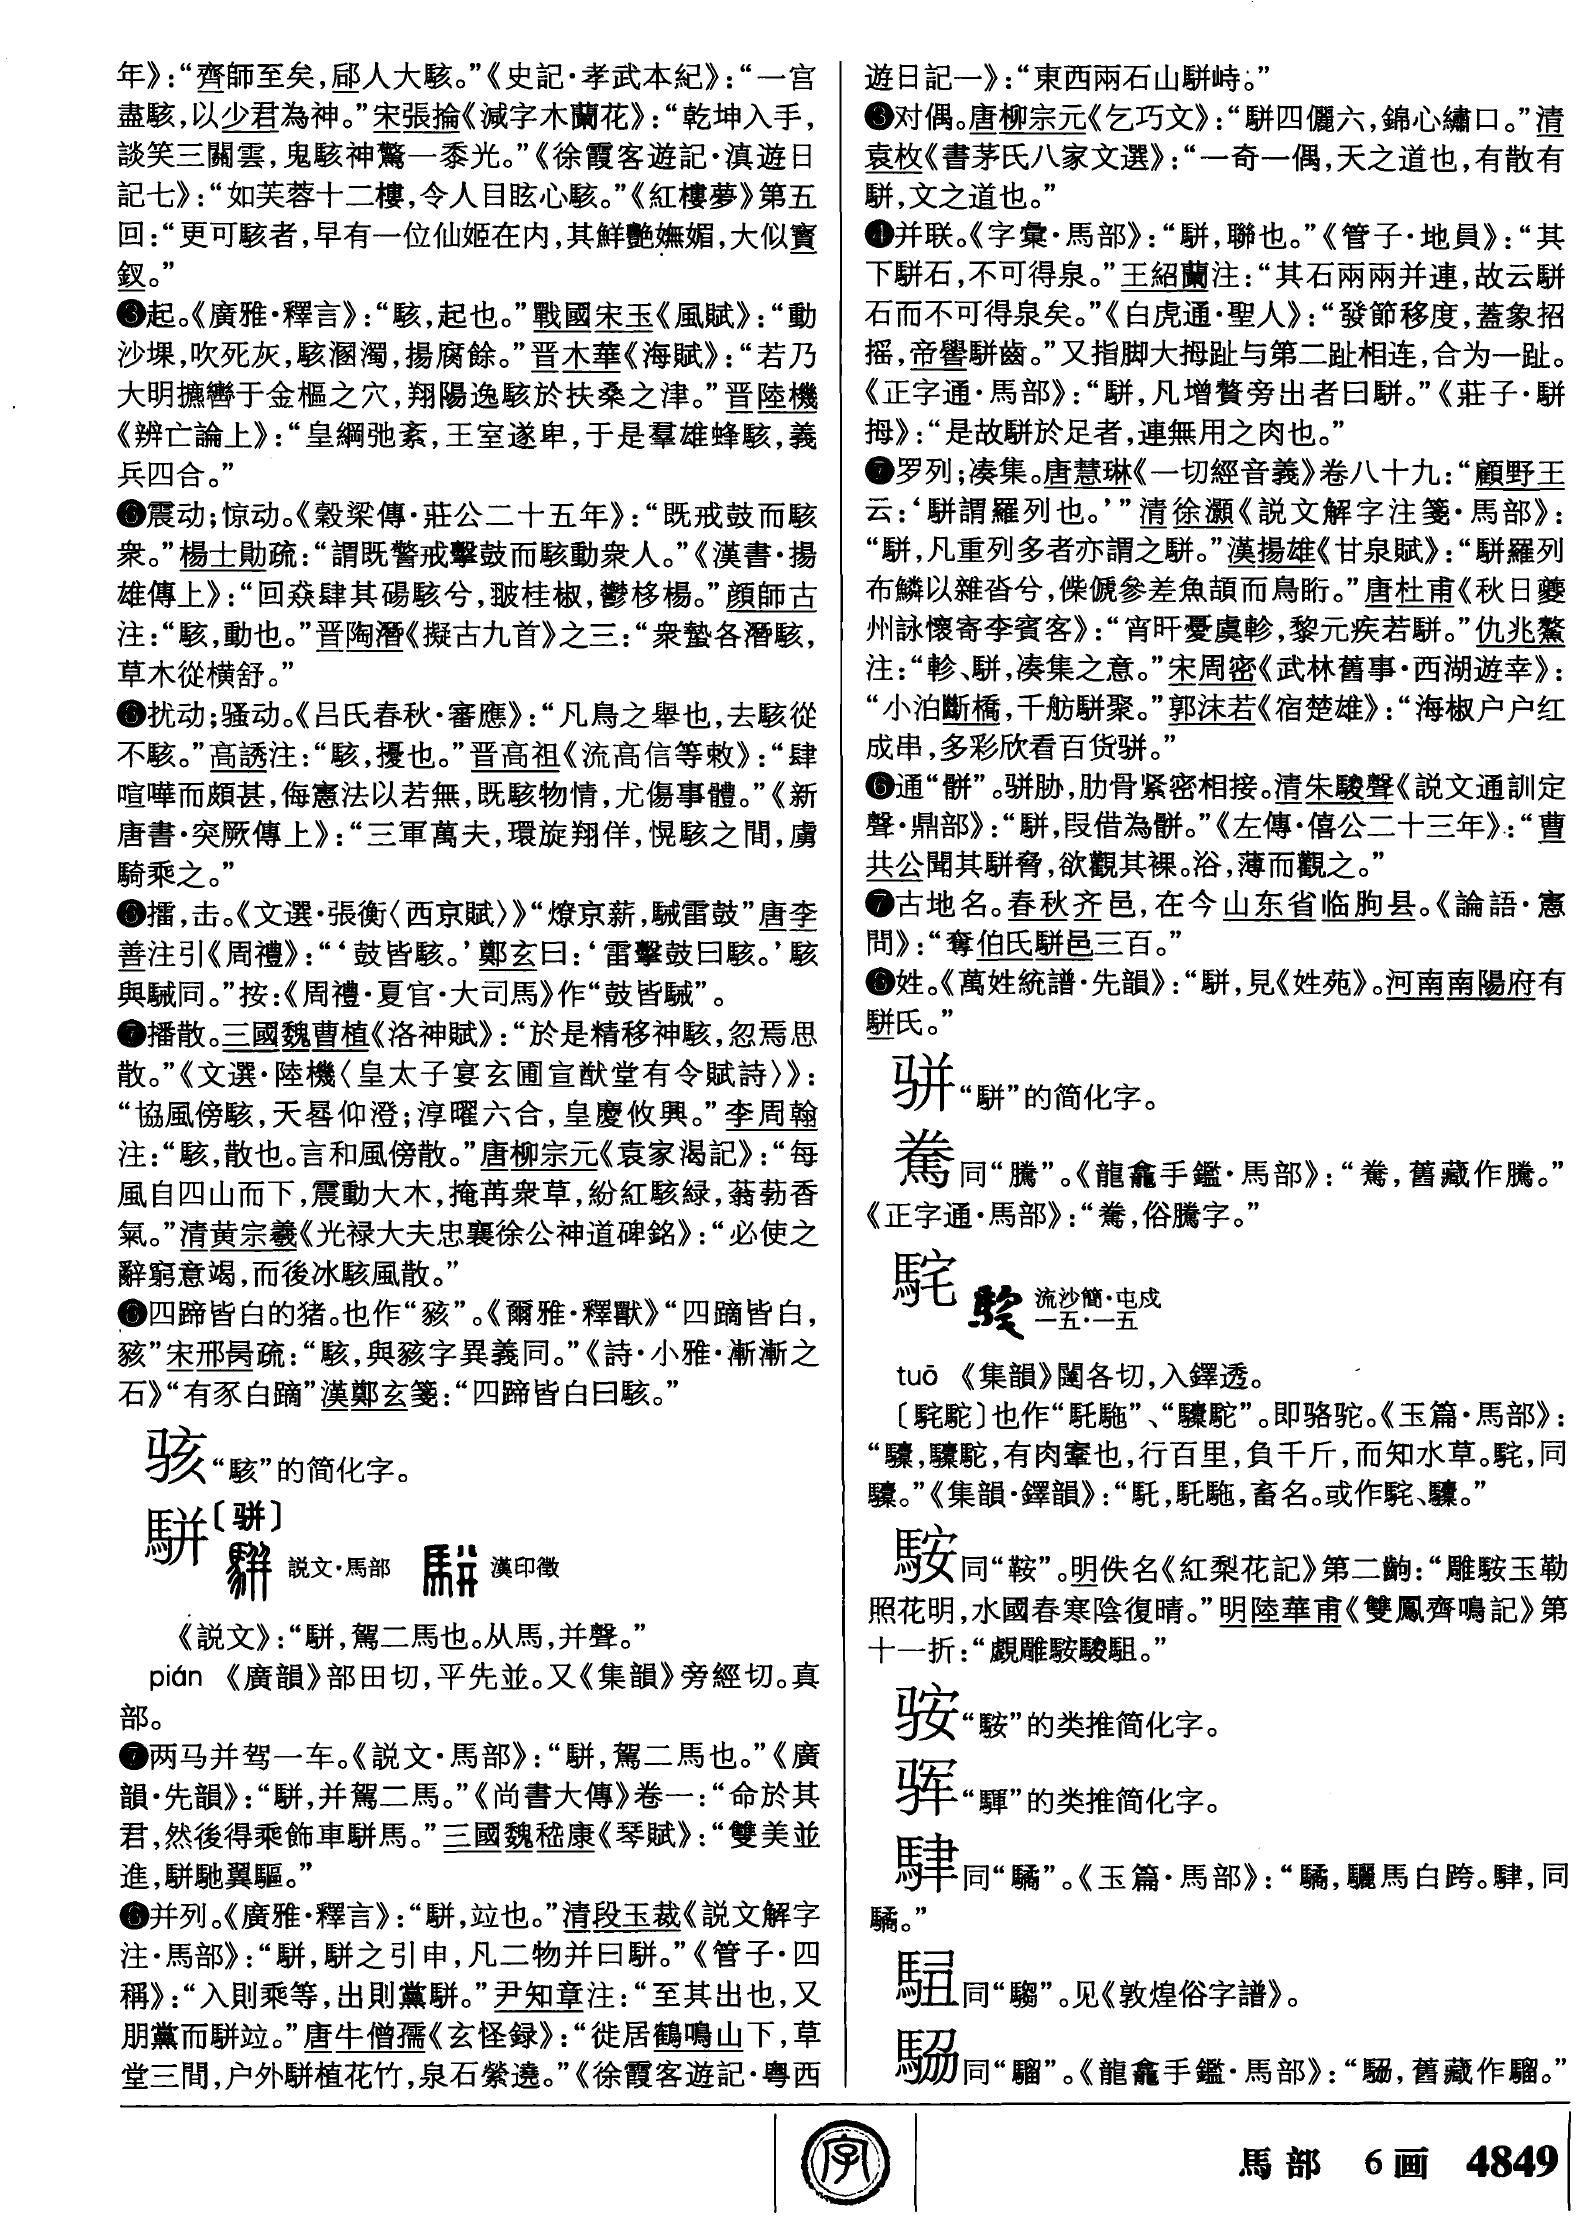 年》：“齊師至矣，郈人大駭。”《史記·孝武本紀》：“一宫
盡駭，以少君為神。”宋張掄《減字木蘭花》：“乾坤入手，
談笑三關雲，鬼駭神驚一黍光。”《徐霞客遊記·滇遊日
記七》：“如芙蓉十二樓，令人目眩心駭。”《紅樓夢》第五
回：“更可駭者，早有一位仙姬在内，其鮮艷嫵媚，大似寳
釵。”
❸起。《廣雅·釋言》：“駭，起也。”戰國宋玉《風賦》：“動
沙堁，吹死灰，駭溷濁，揚腐餘。”晋木華《海賦》：“若乃
大明㩧轡于金樞之穴，翔陽逸駭於扶桑之津。”晋陸機
《辨亡論上》：“皇綱弛紊，王室遂卑，于是羣雄蜂駭，義
兵四合。”
震动；惊动。《穀梁傳·莊公二十五年》：“既戒鼓而駭
衆。”楊士勛疏：“謂既警戒擊鼓而駭動衆人。”《漢書·揚
雄傳上》：“回猋肆其碭駭兮，翍桂椒，鬱栘楊。”顔師古
注：“駭，動也。”晋陶潛《擬古九首》之三：“衆蟄各潛駭，
草木從横舒。”
扰动；骚动。《吕氏春秋·審應》：“凡鳥之舉也，去駭從
不駭。”高誘注：“駭，擾也。”晋高祖《流高信等敕》：“肆
喧嘩而頗甚，侮憲法以若無，既駭物情，尤傷事體。”《新
唐書·突厥傳上》：“三軍萬夫，環旋翔佯，愰駭之間，虜
騎乘之。”
擂，击。《文選·張衡〈西京賦〉》“燎京薪，駴雷鼓”唐李
善注引《周禮》：“‘鼓皆駭。’鄭玄曰：‘雷擊鼓曰駭。’駭
與駴同。”按：《周禮·夏官·大司馬》作“鼓皆駴”。
播散。三國魏曹植《洛神賦》：“於是精移神駭，忽焉思
散。”《文選·陸機〈皇太子宴玄圃宣猷堂有令賦詩〉》：
“協風傍駭，天晷仰澄；淳曜六合，皇慶攸興。”李周翰
注：“駭，散也。言和風傍散。”唐柳宗元《袁家渴記》：“每
風自四山而下，震動大木，掩苒衆草，紛紅駭緑，蓊葧香
氣。”清黄宗羲《光禄大夫忠襄徐公神道碑銘》：“必使之
辭窮意竭，而後冰駭風散。”
四蹄皆白的猪。也作“豥”。《爾雅·釋獸》“四蹢皆白，
豥”宋邢昺疏：“駭，與豥字異義同。”《詩·小雅·漸漸之
石》“有豕白蹢”漢鄭玄箋：“四蹄皆白曰駭。”
骇“駭”的简化字。
駢〔骈〕
説文·馬部 漢印徵
《説文》：“駢，駕二馬也。从馬，并聲。”
pián 《廣韻》部田切，平先並。又《集韻》旁經切。真
部。
两马并驾一车。《説文·馬部》：“駢，駕二馬也。”《廣
韻·先韻》：“駢，并駕二馬。”《尚書大傳》卷一：“命於其
君，然後得乘飾車駢馬。”三國魏嵇康《琴賦》：“雙美並
進，駢馳翼驅。”
并列。《廣雅·釋言》：“駢，竝也。”清段玉裁《説文解字
注·馬部》：“駢，駢之引申，凡二物并曰駢。”《管子·四
稱》：“入則乘等，出則黨駢。”尹知章注：“至其出也，又
朋黨而駢竝。”唐牛僧孺《玄怪録》：“徙居鶴鳴山下，草
堂三間，户外駢植花竹，泉石縈遶。”《徐霞客遊記·粤西
遊日記一》：“東西兩石山駢峙。”
❸对偶。唐柳宗元《乞巧文》：“駢四儷六，錦心繡口。”清
袁枚《書茅氏八家文選》：“一奇一偶，天之道也，有散有
駢，文之道也。”
❹并联。《字彙·馬部》：“駢，聯也。”《管子·地員》：“其
下駢石，不可得泉。”王紹蘭注：“其石兩兩并連，故云駢
石而不可得泉矣。”《白虎通·聖人》：“發節移度，蓋象招
摇，帝嚳駢齒。”又指脚大拇趾与第二趾相连，合为一趾。
《正字通·馬部》：“駢，凡增贅旁出者曰駢。”《莊子·駢
拇》：“是故駢於足者，連無用之肉也。”
罗列；凑集。唐慧琳《一切經音義》卷八十九：“顧野王
云：‘駢謂羅列也。’”清徐灝《説文解字注箋·馬部》：
“駢，凡重列多者亦謂之駢。”漢揚雄《甘泉賦》：“駢羅列
布鱗以雜沓兮，傑傂參差魚頡而鳥䀪。”唐杜甫《秋日夔
州詠懷寄李賓客》：“宵旰憂虞軫，黎元疾若駢。”仇兆鰲
注：“軫、駢，凑集之意。”宋周密《武林舊事·西湖遊幸》：
“小泊斷橋，千舫駢聚。”郭沫若《宿楚雄》：“海椒户户红
成串，多彩欣看百货骈。”
❻通“骿”。骈胁，肋骨紧密相接。清朱駿聲《説文通訓定
聲·鼎部》：“駢，叚借為骿。”《左傳·僖公二十三年》：“曹
共公聞其駢脅，欲觀其裸。浴，薄而觀之。”
❼古地名。春秋齐邑，在今山东省临朐县。《論語·憲
問》：“奪伯氏駢邑三百。”
姓。《萬姓統譜·先韻》：“駢，見《姓苑》。河南南陽府有
駢氏。”
骈“駢”的简化字。
駦同“騰”。《龍龕手鑑·馬部》：“駦，舊藏作騰。”
《正字通·馬部》：“駦，俗騰字。”
䭾 流沙簡·屯戍
一五·一五
tuō 《集韻》闥各切，入鐸透。
〔䭾駝〕也作“馲駞”、“驝駝”。即骆驼。《玉篇·馬部》：
“驝，驝駝，有肉鞌也，行百里，負千斤，而知水草。䭾，同
驝。”《集韻·鐸韻》：“馲，馲駞，畜名。或作䭾、驝。”
䮗同“鞍”。明佚名《紅梨花記》第二齣：“雕䮗玉勒
照花明，水國春寒陰復晴。”明陸華甫《雙鳳齊鳴記》第
十一折：“覷雕䮗駿駔。”
“䮗”的类推简化字。
“驒”的类推简化字。
同“驈”。《玉篇·馬部》：“驈，驪馬白跨。䮇，同
驈。”
同“騶”。见《敦煌俗字譜》。
同“騮”。《龍龕手鑑·馬部》：“舊藏作騮。”
馬部 6画 4849